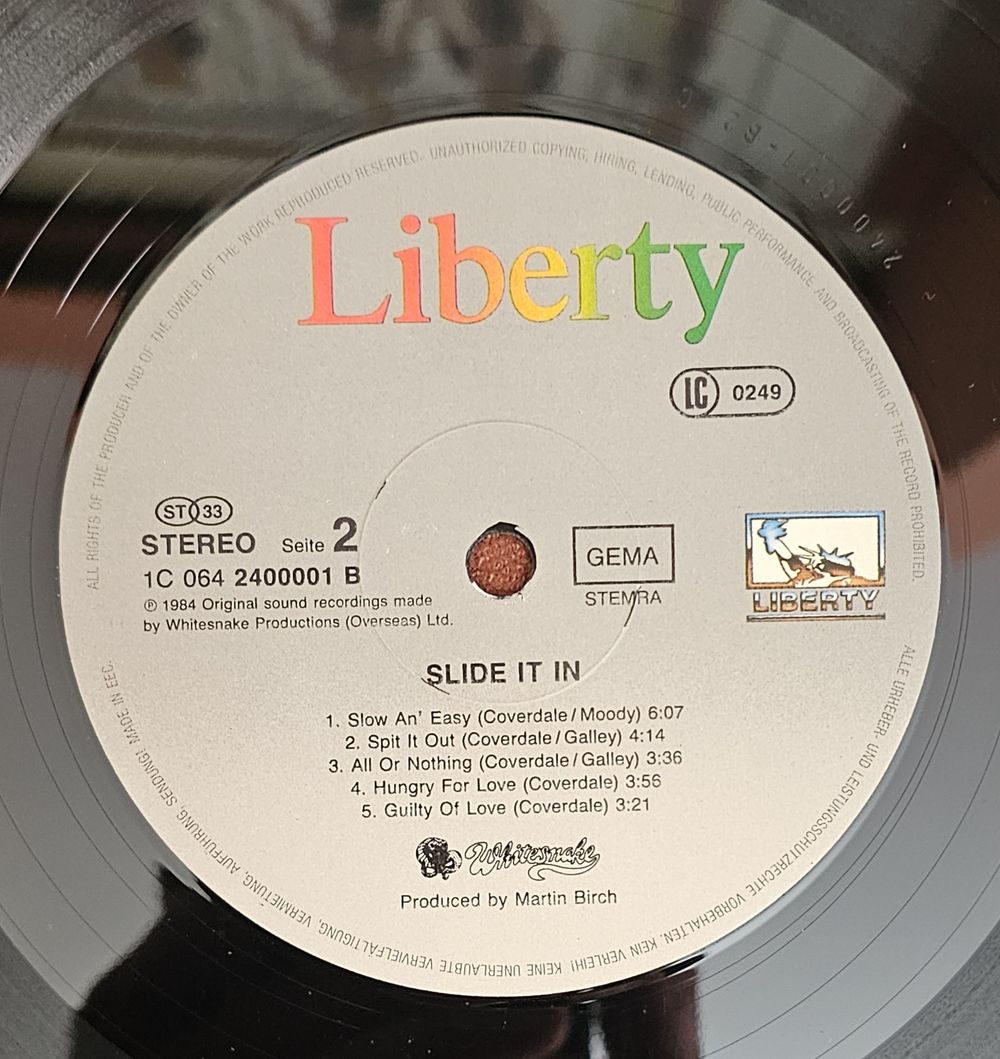 ALL RIGHTS OF THE PRODUCER AND OF THE OWNER OF THE WORK REPRODUCED RESERVED. UNAUTHORIZED COPYING, HIRING, LENDING, PUBLIC PERFORMANCE AND BROADCASTING OF THE RECORD PROHIBITED.
Liberty
LC 0249
ST 33
STEREO Seite 2
1C 064 2400001 B
℗ 1984 Original sound recordings made
by Whitesnake Productions (Overseas) Ltd.
GEMA
STEMRA
LIBERTY
SLIDE IT IN
1. Slow An' Easy (Coverdale/Moody) 6:07
2. Spit It Out (Coverdale/Galley) 4:14
3. All Or Nothing (Coverdale/Galley) 3:36
4. Hungry For Love (Coverdale) 3:56
5. Guilty Of Love (Coverdale) 3:21
Whitesnake
Produced by Martin Birch
ALLE URHEBER- UND LEISTUNGSSCHUTZRECHTE VORBEHALTEN. KEIN VERLEIH! KEINE UNERLAUBTE VERVIELFÄLTIGUNG, VERMIETUNG, AUFFÜHRUNG, SENDUNG! MADE IN EEC.